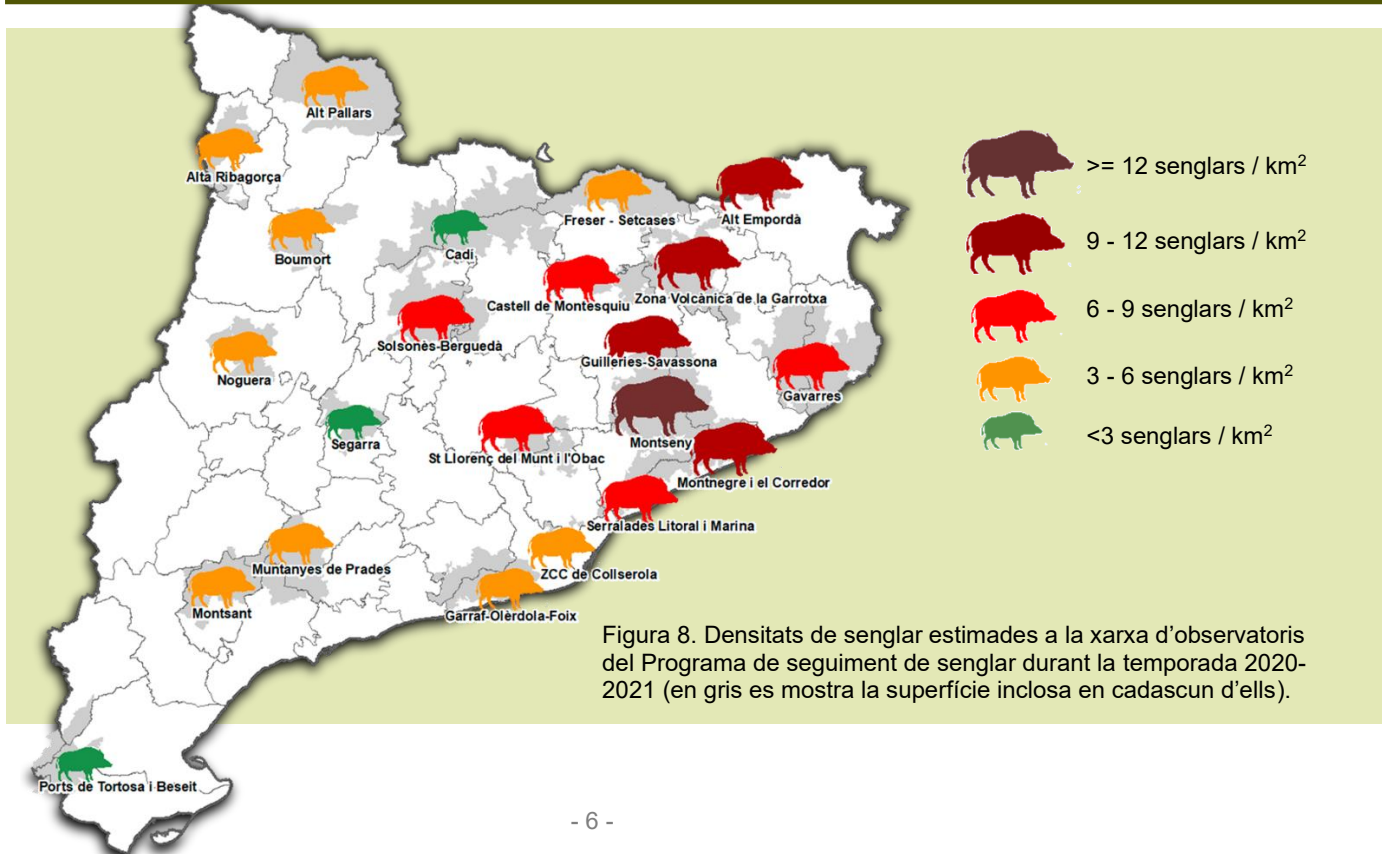 Alt Pallars
Alta Ribagorça
Freser - Setcases
Alt Empordà
Boumort
Cadí
Castell de Montesquiu
Zona Volcànica de la Garrotxa
Solsonès-Berguedà
Guilleries-Savassona
Noguera
Gavarres
Segarra
Montseny
St Llorenç del Munt i l'Obac
Montnegre i el Corredor
Serralades Litoral i Marina
Muntanyes de Prades
ZCC de Collserola
Montsant
Garraf-Olèrdola-Foix
Ports de Tortosa i Beseit
>= 12 senglars / km²
9 - 12 senglars / km²
6 - 9 senglars / km²
3 - 6 senglars / km²
<3 senglars / km²
Figura 8. Densitats de senglar estimades a la xarxa d’observatoris
del Programa de seguiment de senglar durant la temporada 2020-
2021 (en gris es mostra la superfície inclosa en cadascun d’ells).
- 6 -